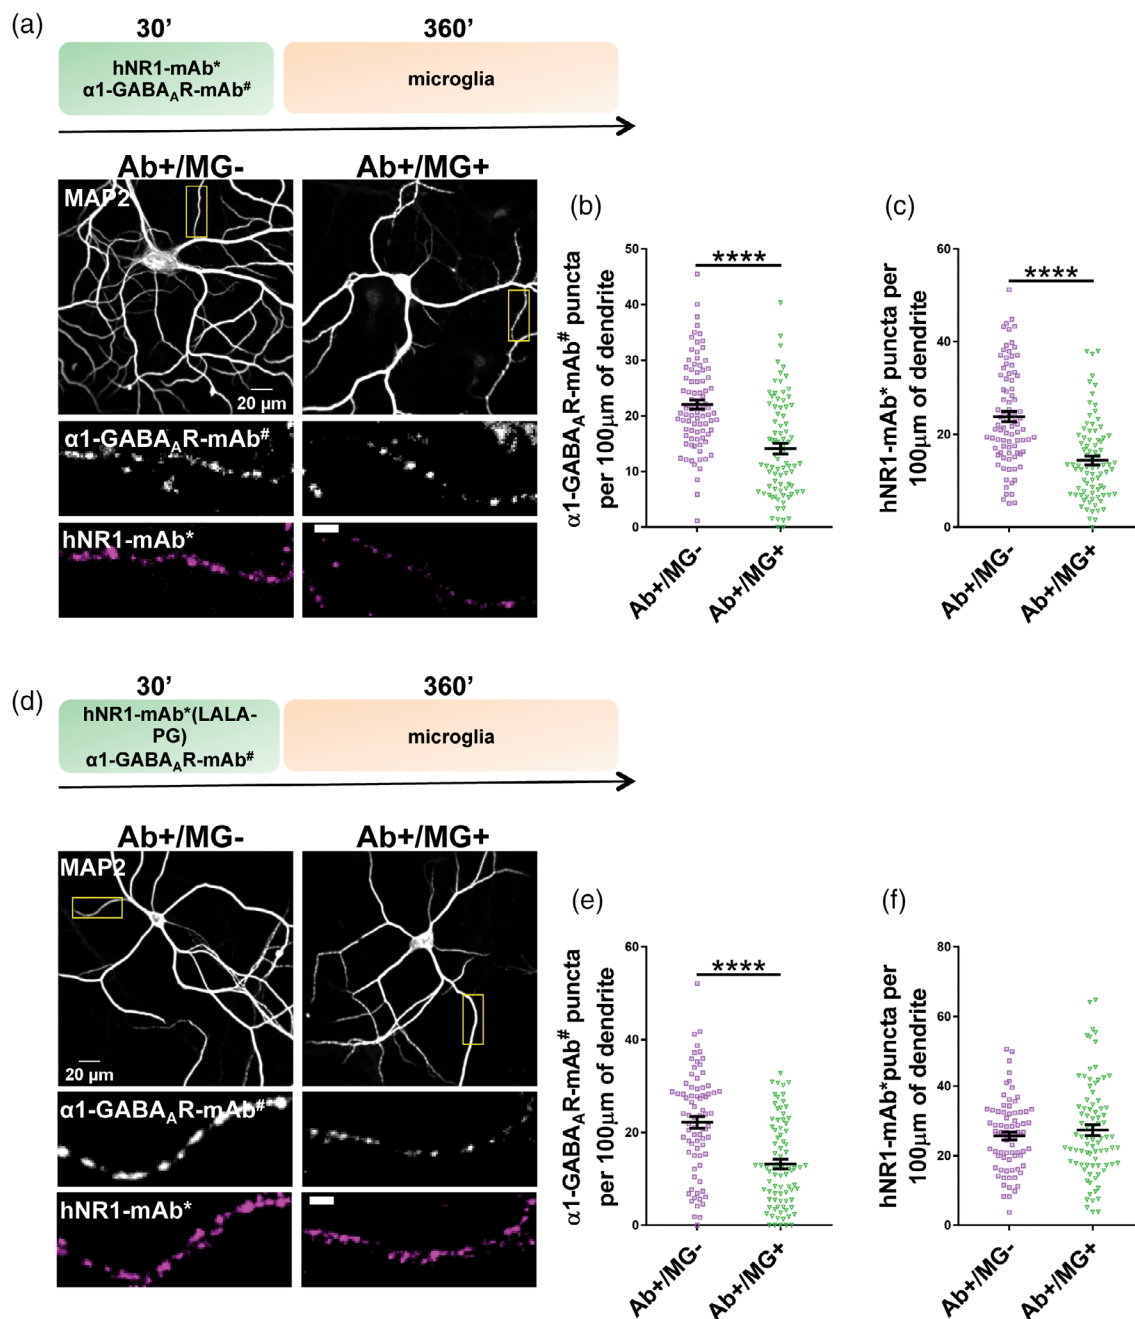 (a)
30’
360’
hNR1-mAb*
α1-GABAAR-mAb#
microglia
Ab+/MG-
Ab+/MG+
MAP2
20 µm
α1-GABAAR-mAb#
hNR1-mAb*
(b)
α1-GABAAR-mAb# puncta
per 100µm of dendrite
50
40
30
20
10
0
****
Ab+/MG-
Ab+/MG+
(c)
hNR1-mAb* puncta per
100µm of dendrite
60
40
20
0
****
Ab+/MG-
Ab+/MG+
(d)
30’
360’
hNR1-mAb*(LALA-
PG)
α1-GABAAR-mAb#
microglia
Ab+/MG-
Ab+/MG+
MAP2
20 µm
α1-GABAAR-mAb#
hNR1-mAb*
(e)
α1-GABAAR-mAb# puncta
per 100µm of dendrite
60
40
20
0
****
Ab+/MG-
Ab+/MG+
(f)
hNR1-mAb*puncta per
100µm of dendrite
80
60
40
20
0
Ab+/MG-
Ab+/MG+